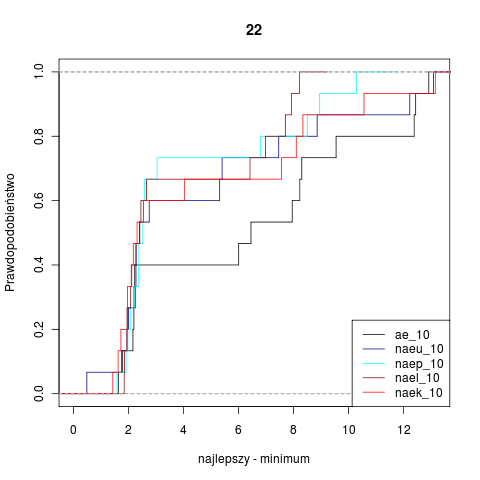 22
Prawdopodobieństwo
1.0
0.8
0.6
0.4
0.2
0.0
0 2 4 6 8 10 12
najlepszy - minimum
ae_10
naeu_10
naep_10
nael_10
naek_10